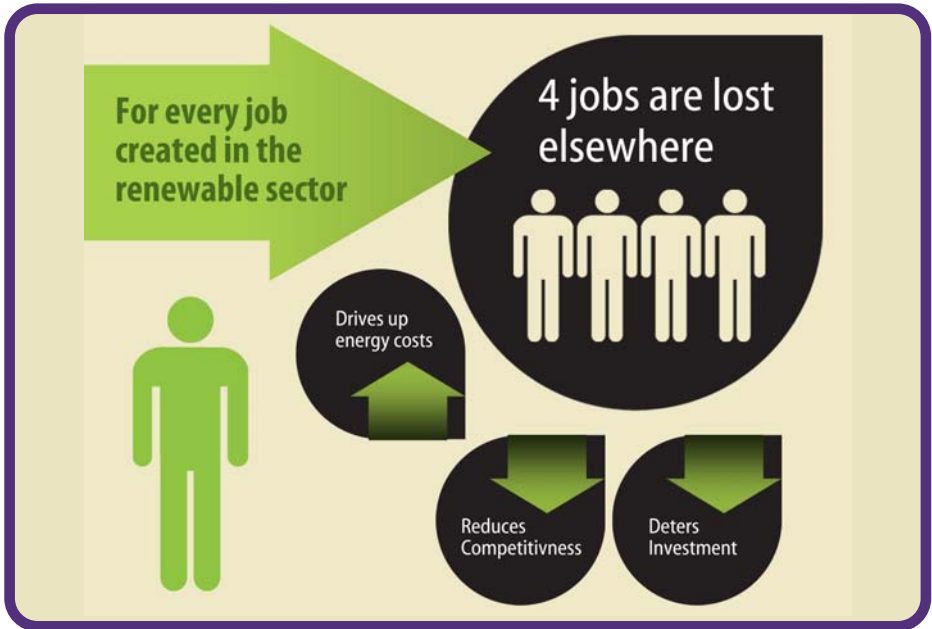 For every job
created in the
renewable sector
4 jobs are lost
elsewhere
Drives up
energy costs
Reduces
Competitivness
Deters
Investment